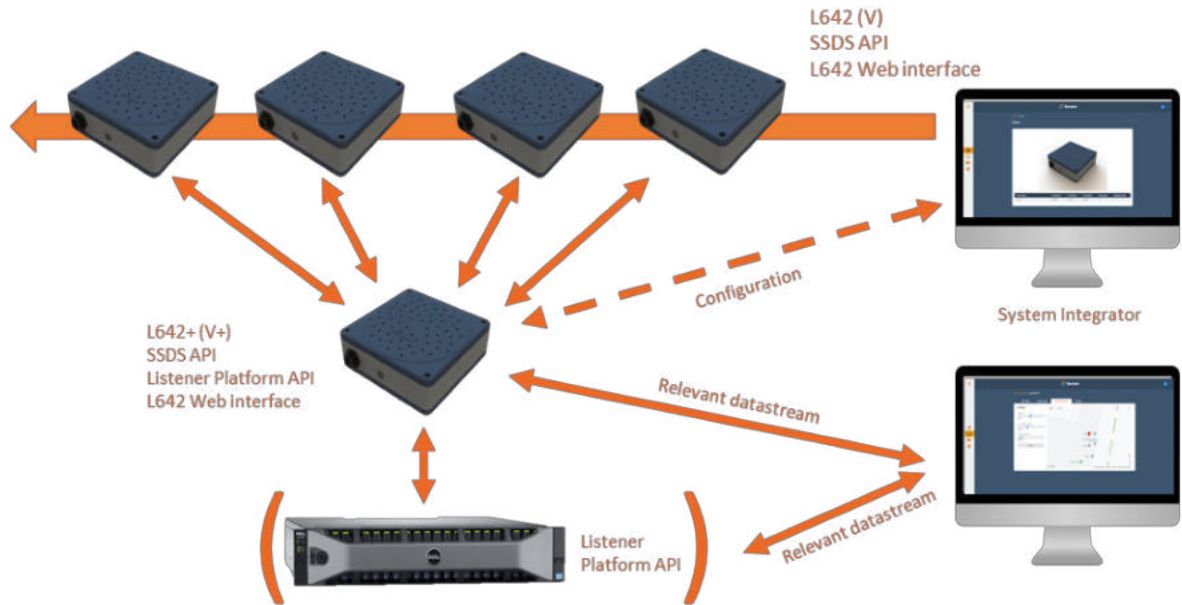 L642 (V)
SSDS API
L642 Web interface
Configuration
System Integrator
L642+ (V+)
SSDS API
Listener Platform API
L642 Web interface
Relevant datastream
Relevant datastream
Listener
Platform API